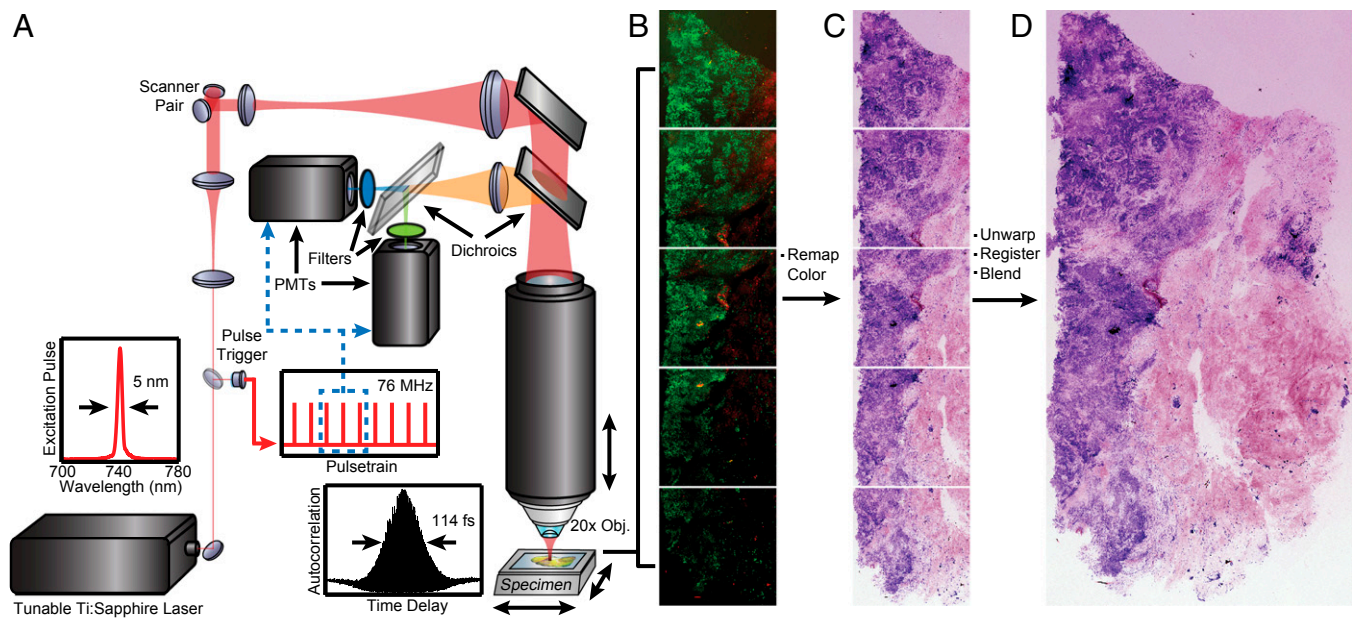 A
B
C
D
Scanner
Pair
Filters
Dichroics
PMTs
Pulse
Trigger
Excitation Pulse
5 nm
700
740
780
Wavelength (nm)
76 MHz
Pulsetrain
Autocorrelation
114 fs
Time Delay
20x Obj.
Specimen
Tunable Ti:Sapphire Laser
Remap
Color
Unwarp
Register
Blend